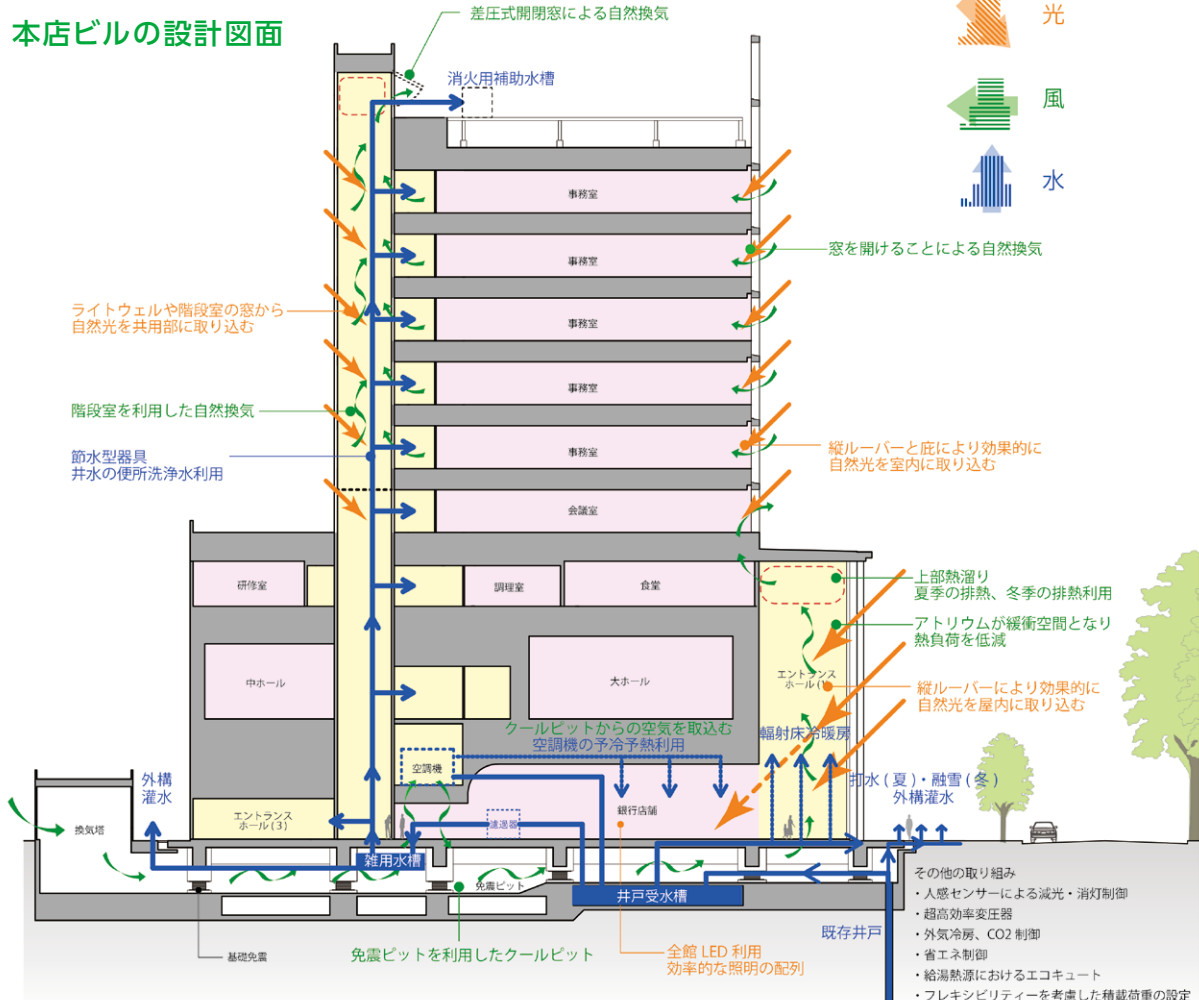 本店ビルの設計図面
差圧式開閉窓による自然換気
光
風
水
消火用補助水槽
事務室
事務室
窓を開けることによる自然換気
ライトウェルや階段室の窓から
自然光を共用部に取り込む
事務室
事務室
階段室を利用した自然換気
節水型器具
井水の便所洗浄水利用
事務室
縦ルーバーと庇により効果的に
自然光を室内に取り込む
会議室
研修室
調理室
食堂
上部熱溜り
夏季の排熱、冬季の排熱利用
アトリウムが緩衝空間となり
熱負荷を低減
中ホール
大ホール
エントランス
ホール(
縦ルーバーにより効果的に
自然光を屋内に取り込む
クールピットからの空気を取込む
空調機の予冷予熱利用
輻射床冷暖房
空調機
外構
灌水
打水(夏)・融雪(冬)
外構灌水
換気塔
エントランス
ホール(3)
濾過器
銀行店舗
雑用水槽
免震ピット
井戸受水槽
既存井戸
基礎免震
免震ピットを利用したクールピット
全館 LED 利用
効率的な照明の配列
その他の取り組み
・人感センサーによる減光・消灯制御
・超高効率変圧器
・外気冷房、CO2 制御
・省エネ制御
・給湯熱源におけるエコキュート
・フレキシビリティーを考慮した積載荷重の設定